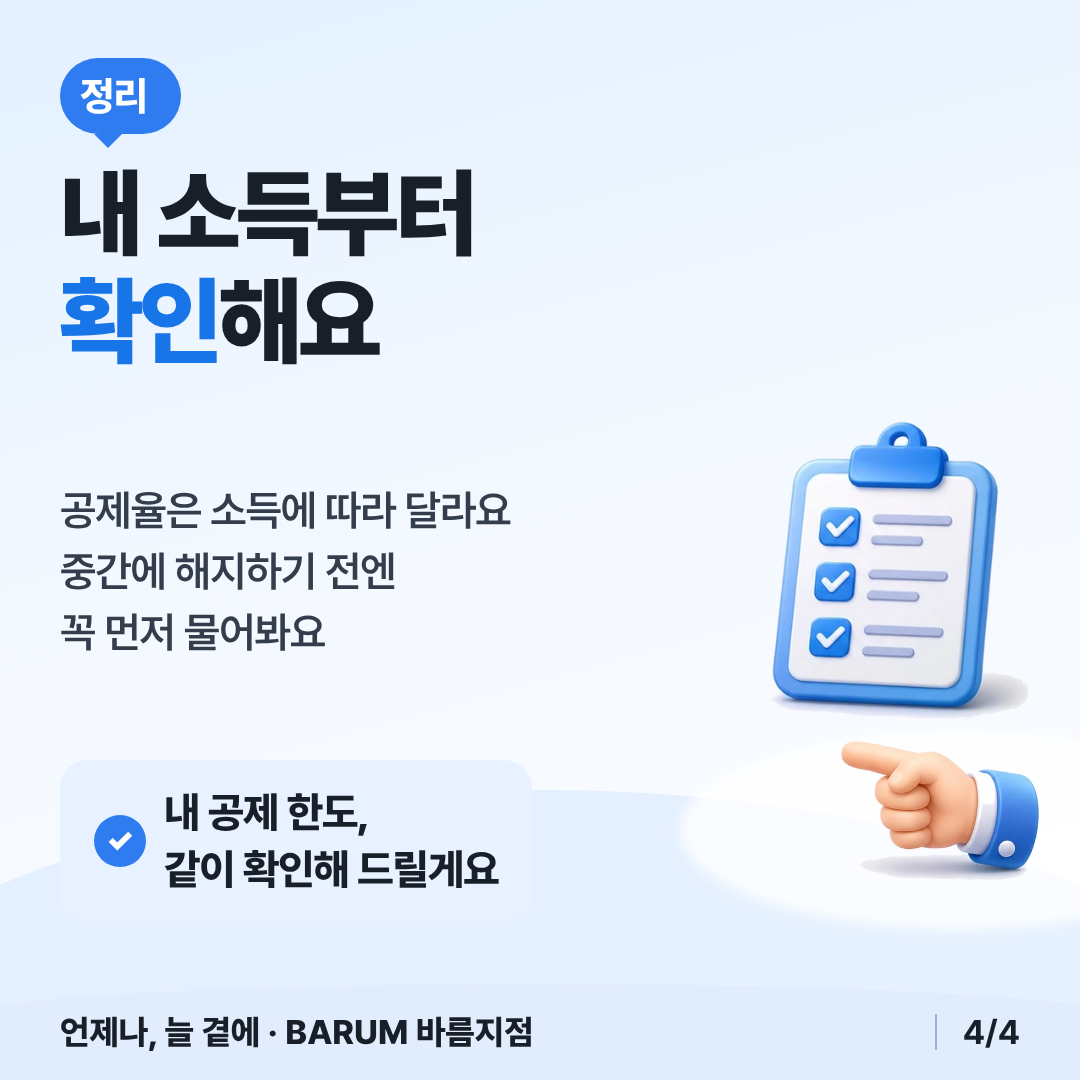 정리
내 소득부터
확인해요
공제율은 소득에 따라 달라요
중간에 해지하기 전엔
꼭 먼저 물어봐요
내 공제 한도,
같이 확인해 드릴게요
언제나, 늘 곁에 · BARUM 바름지점
4/4